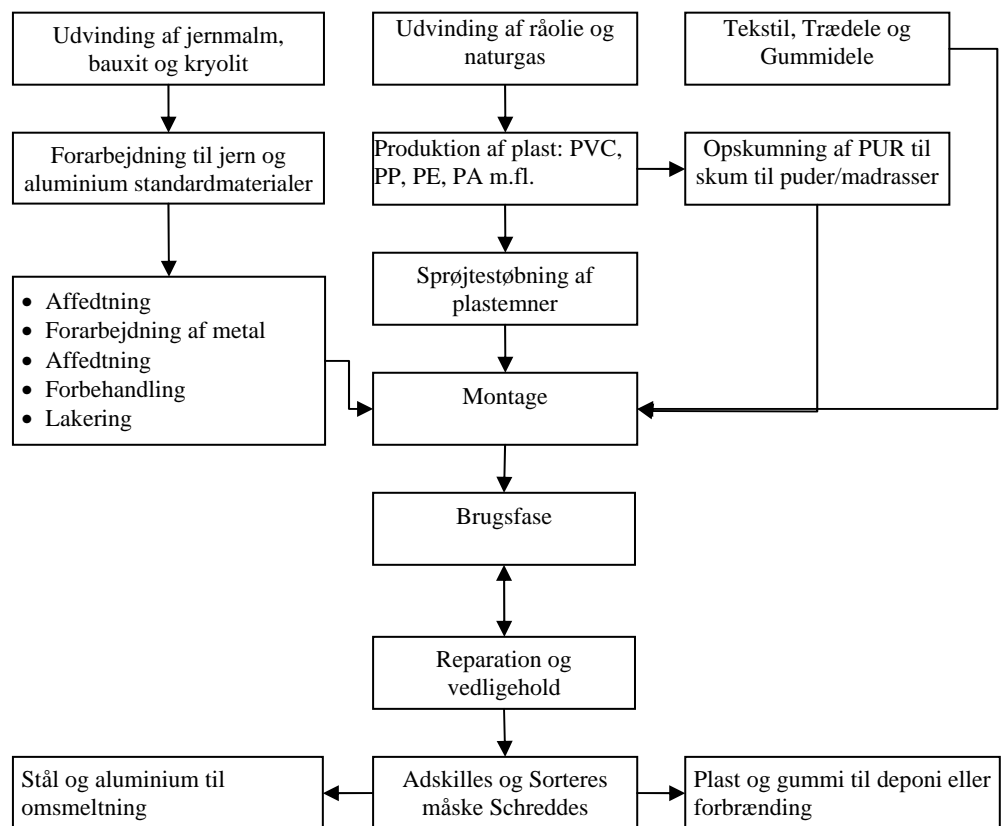 Udvinding af jernmalm,
bauxit og kryolit
Udvinding af råolie og
naturgas
Tekstil, Trædele og
Gummidele
Forarbejdning til jern og
aluminium standardmaterialer
Produktion af plast: PVC,
PP, PE, PA m.fl.
Opskumning af PUR til
skum til puder/madrasser
Sprøjtestøbning af
plastemner
• Affedtning
• Forarbejdning af metal
• Affedtning
• Forbehandling
• Lakering
Montage
Brugsfase
Reparation og
vedligehold
Stål og aluminium til
omsmeltning
Adskilles og Sorteres
måske Schreddes
Plast og gummi til deponi eller
forbrænding